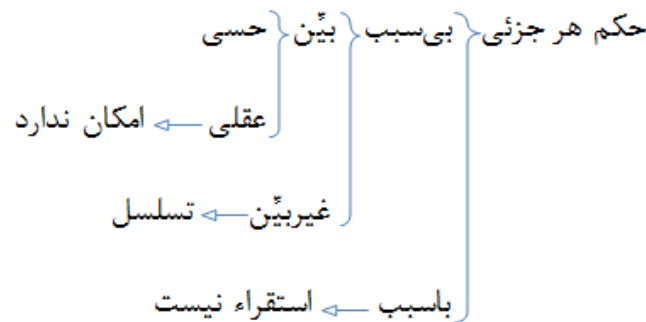 حکم هر جزئی بی‌سبب بیِّن حسی
عقلی امکان ندارد
غیربیِّن تسلسل
باسبب استقراء نیست